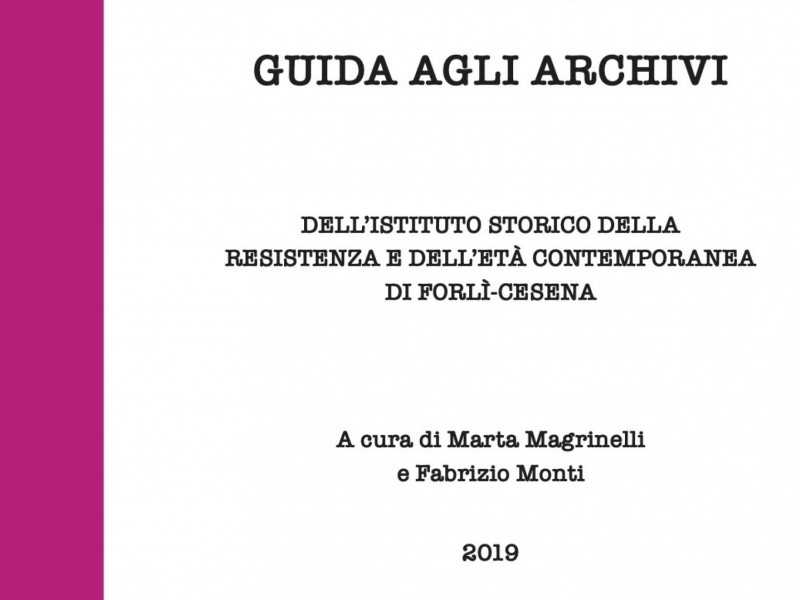 GUIDA AGLI ARCHIVI
DELL'ISTITUTO STORICO DELLA
RESISTENZA E DELL'ETÀ CONTEMPORANEA
DI FORLÌ-CESENA
A cura di Marta Magrinelli
e Fabrizio Monti
2019